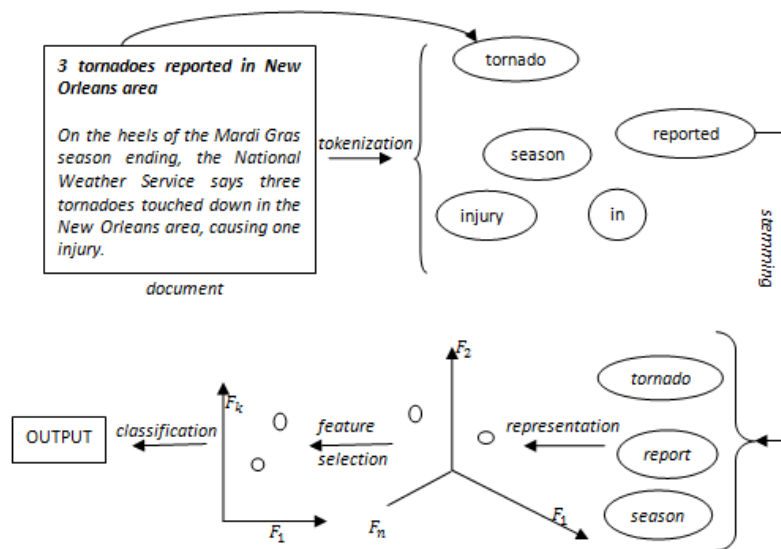 3 tornadoes reported in New
Orleans area
On the heels of the Mardi Gras
season ending, the National
Weather Service says three
tornadoes touched down in the
New Orleans area, causing one
injury.
document
tokenization
tornado
reported
season
injury
in
stemming
tornado
report
season
representation
F2
F1
Fn
feature
selection
Fk
F1
classification
OUTPUT